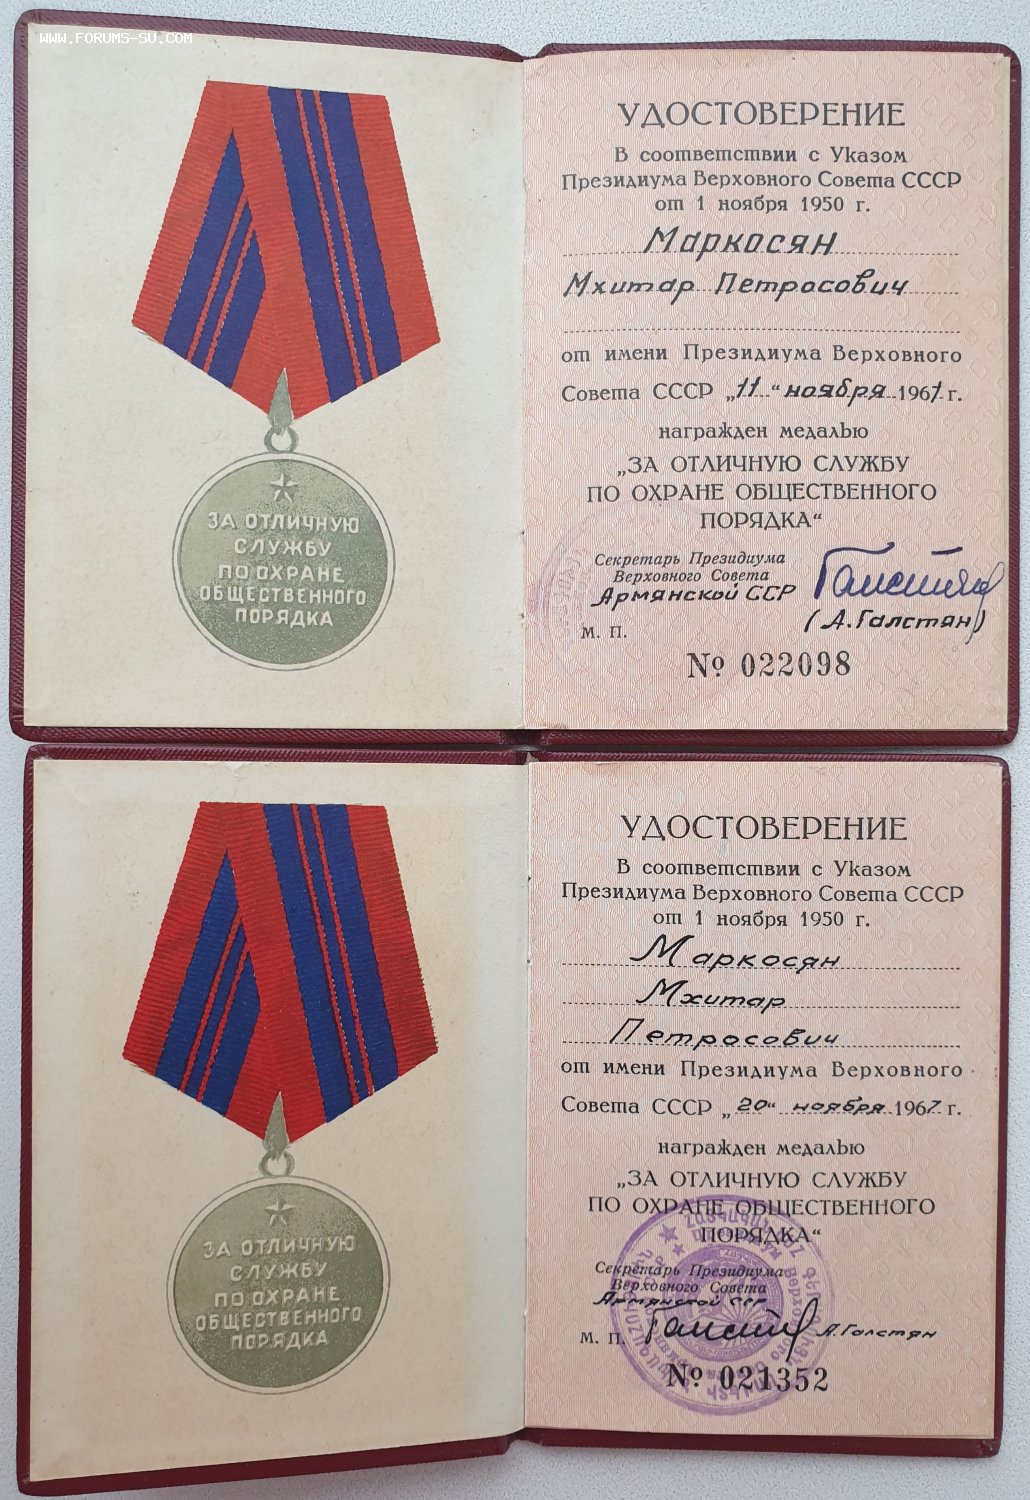 WWW.FORUMS-SU.COM
ЗА ОТЛИЧНУЮ
СЛУЖБУ
ПО ОХРАНЕ
ОБЩЕСТВЕННОГО
ПОРЯДКА
УДОСТОВЕРЕНИЕ
В соответствии с Указом
Президиума Верховного Совета СССР
от 1 ноября 1950 г.
Маркосян
Мхитар Петросович
от имени Президиума Верховного
Совета СССР „11“ ноября 1961 г.
награжден медалью
„ЗА ОТЛИЧНУЮ СЛУЖБУ
ПО ОХРАНЕ ОБЩЕСТВЕННОГО
ПОРЯДКА“
Секретарь Президиума
Верховного Совета
Армянской ССР
(А. Галстян)
М. П.
№ 022098
ЗА ОТЛИЧНУЮ
СЛУЖБУ
ПО ОХРАНЕ
ОБЩЕСТВЕННОГО
ПОРЯДКА
УДОСТОВЕРЕНИЕ
В соответствии с Указом
Президиума Верховного Совета СССР
от 1 ноября 1950 г.
Маркосян
Мхитар
Петросович
от имени Президиума Верховного
Совета СССР „20“ ноября 1967 г.
награжден медалью
„ЗА ОТЛИЧНУЮ СЛУЖБУ
ПО ОХРАНЕ ОБЩЕСТВЕННОГО
ПОРЯДКА“
Секретарь Президиума
Верховного Совета
Армянской ССР
М. П. А. Галстян
№ 021352